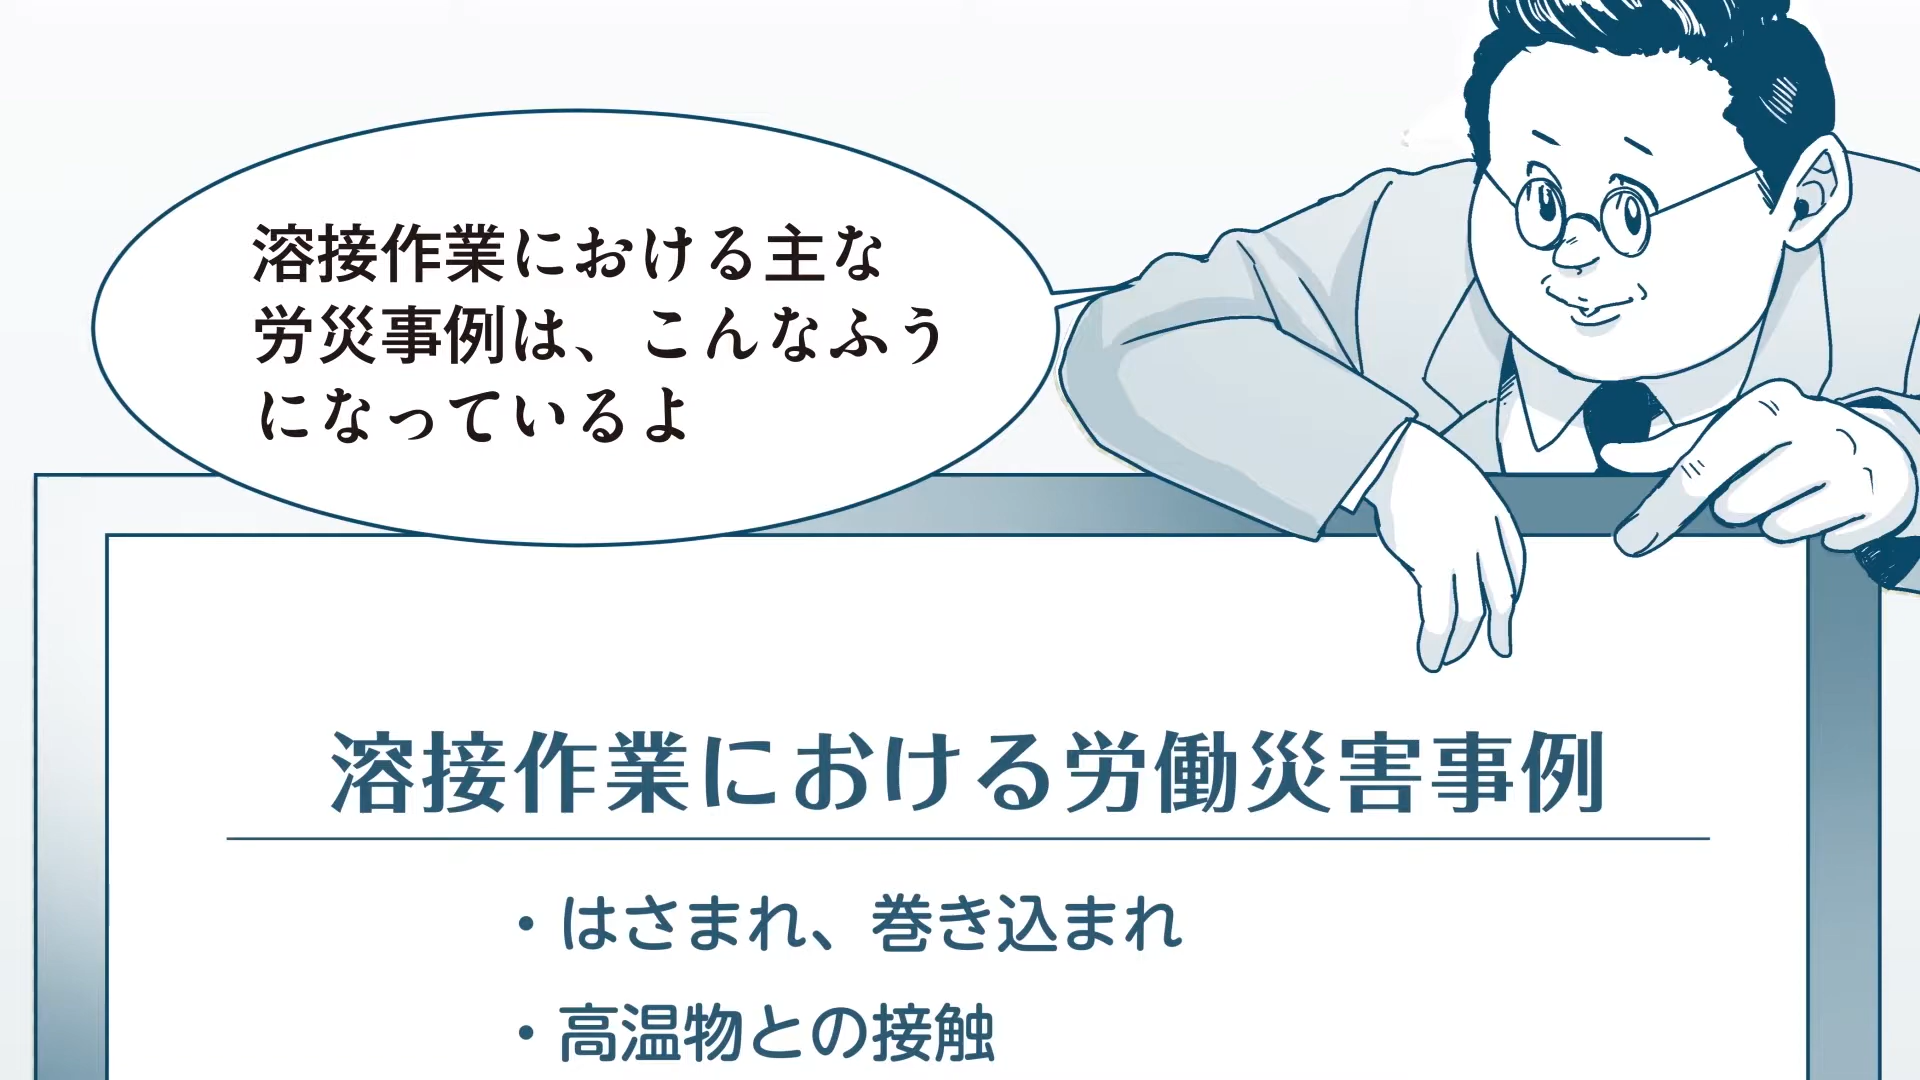 溶接作業における主な
労災事例は、こんなふう
になっているよ
溶接作業における労働災害事例
・はさまれ、巻き込まれ
・高温物との接触